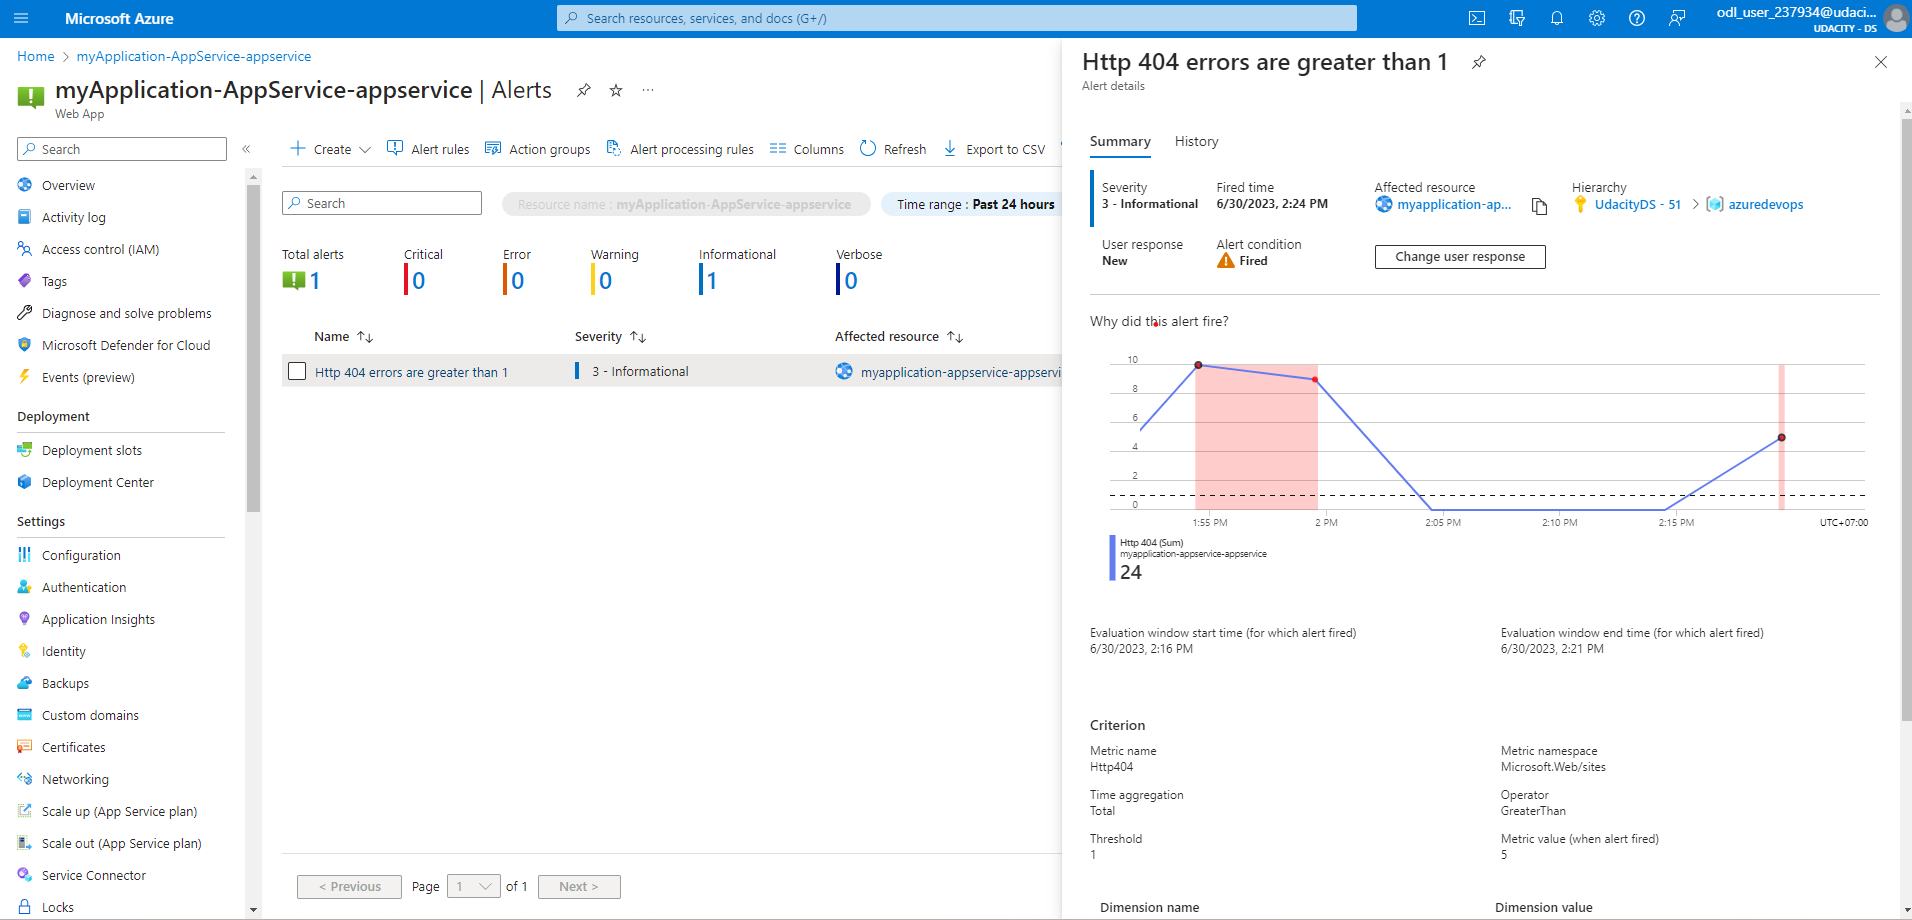 Microsoft Azure
Search resources, services, and docs (G+/)
odl_user_237934@udaci...
UDACITY - DS
Home > myApplication-AppService-appservice
myApplication-AppService-appservice | Alerts
Web App
Search
«
Overview
Activity log
Access control (IAM)
Tags
Diagnose and solve problems
Microsoft Defender for Cloud
Events (preview)
Deployment
Deployment slots
Deployment Center
Settings
Configuration
Authentication
Application Insights
Identity
Backups
Custom domains
Certificates
Networking
Scale up (App Service plan)
Scale out (App Service plan)
Service Connector
Locks
Create
Alert rules
Action groups
Alert processing rules
Columns
Refresh
Export to CSV
Search
Resource name : myApplication-AppService-appservice
Time range : Past 24 hours
Total alerts
1
Critical
0
Error
0
Warning
0
Informational
1
Verbose
0
Name ↑↓
Severity ↑↓
Affected resource ↑↓
Http 404 errors are greater than 1
3 - Informational
myapplication-appservice-appservi
< Previous
Page
1
of 1
Next >
Http 404 errors are greater than 1
Alert details
Summary
History
Severity
3 - Informational
Fired time
6/30/2023, 2:24 PM
Affected resource
myapplication-ap...
Hierarchy
UdacityDS - 51 > azuredevops
User response
New
Alert condition
Fired
Change user response
Why did this alert fire?
10
8
6
4
2
0
1:55 PM
2 PM
2:05 PM
2:10 PM
2:15 PM
UTC+07:00
Http 404 (Sum)
myapplication-appservice-appservice
24
Evaluation window start time (for which alert fired)
6/30/2023, 2:16 PM
Evaluation window end time (for which alert fired)
6/30/2023, 2:21 PM
Criterion
Metric name
Http404
Metric namespace
Microsoft.Web/sites
Time aggregation
Total
Operator
GreaterThan
Threshold
1
Metric value (when alert fired)
5
Dimension name
Dimension value